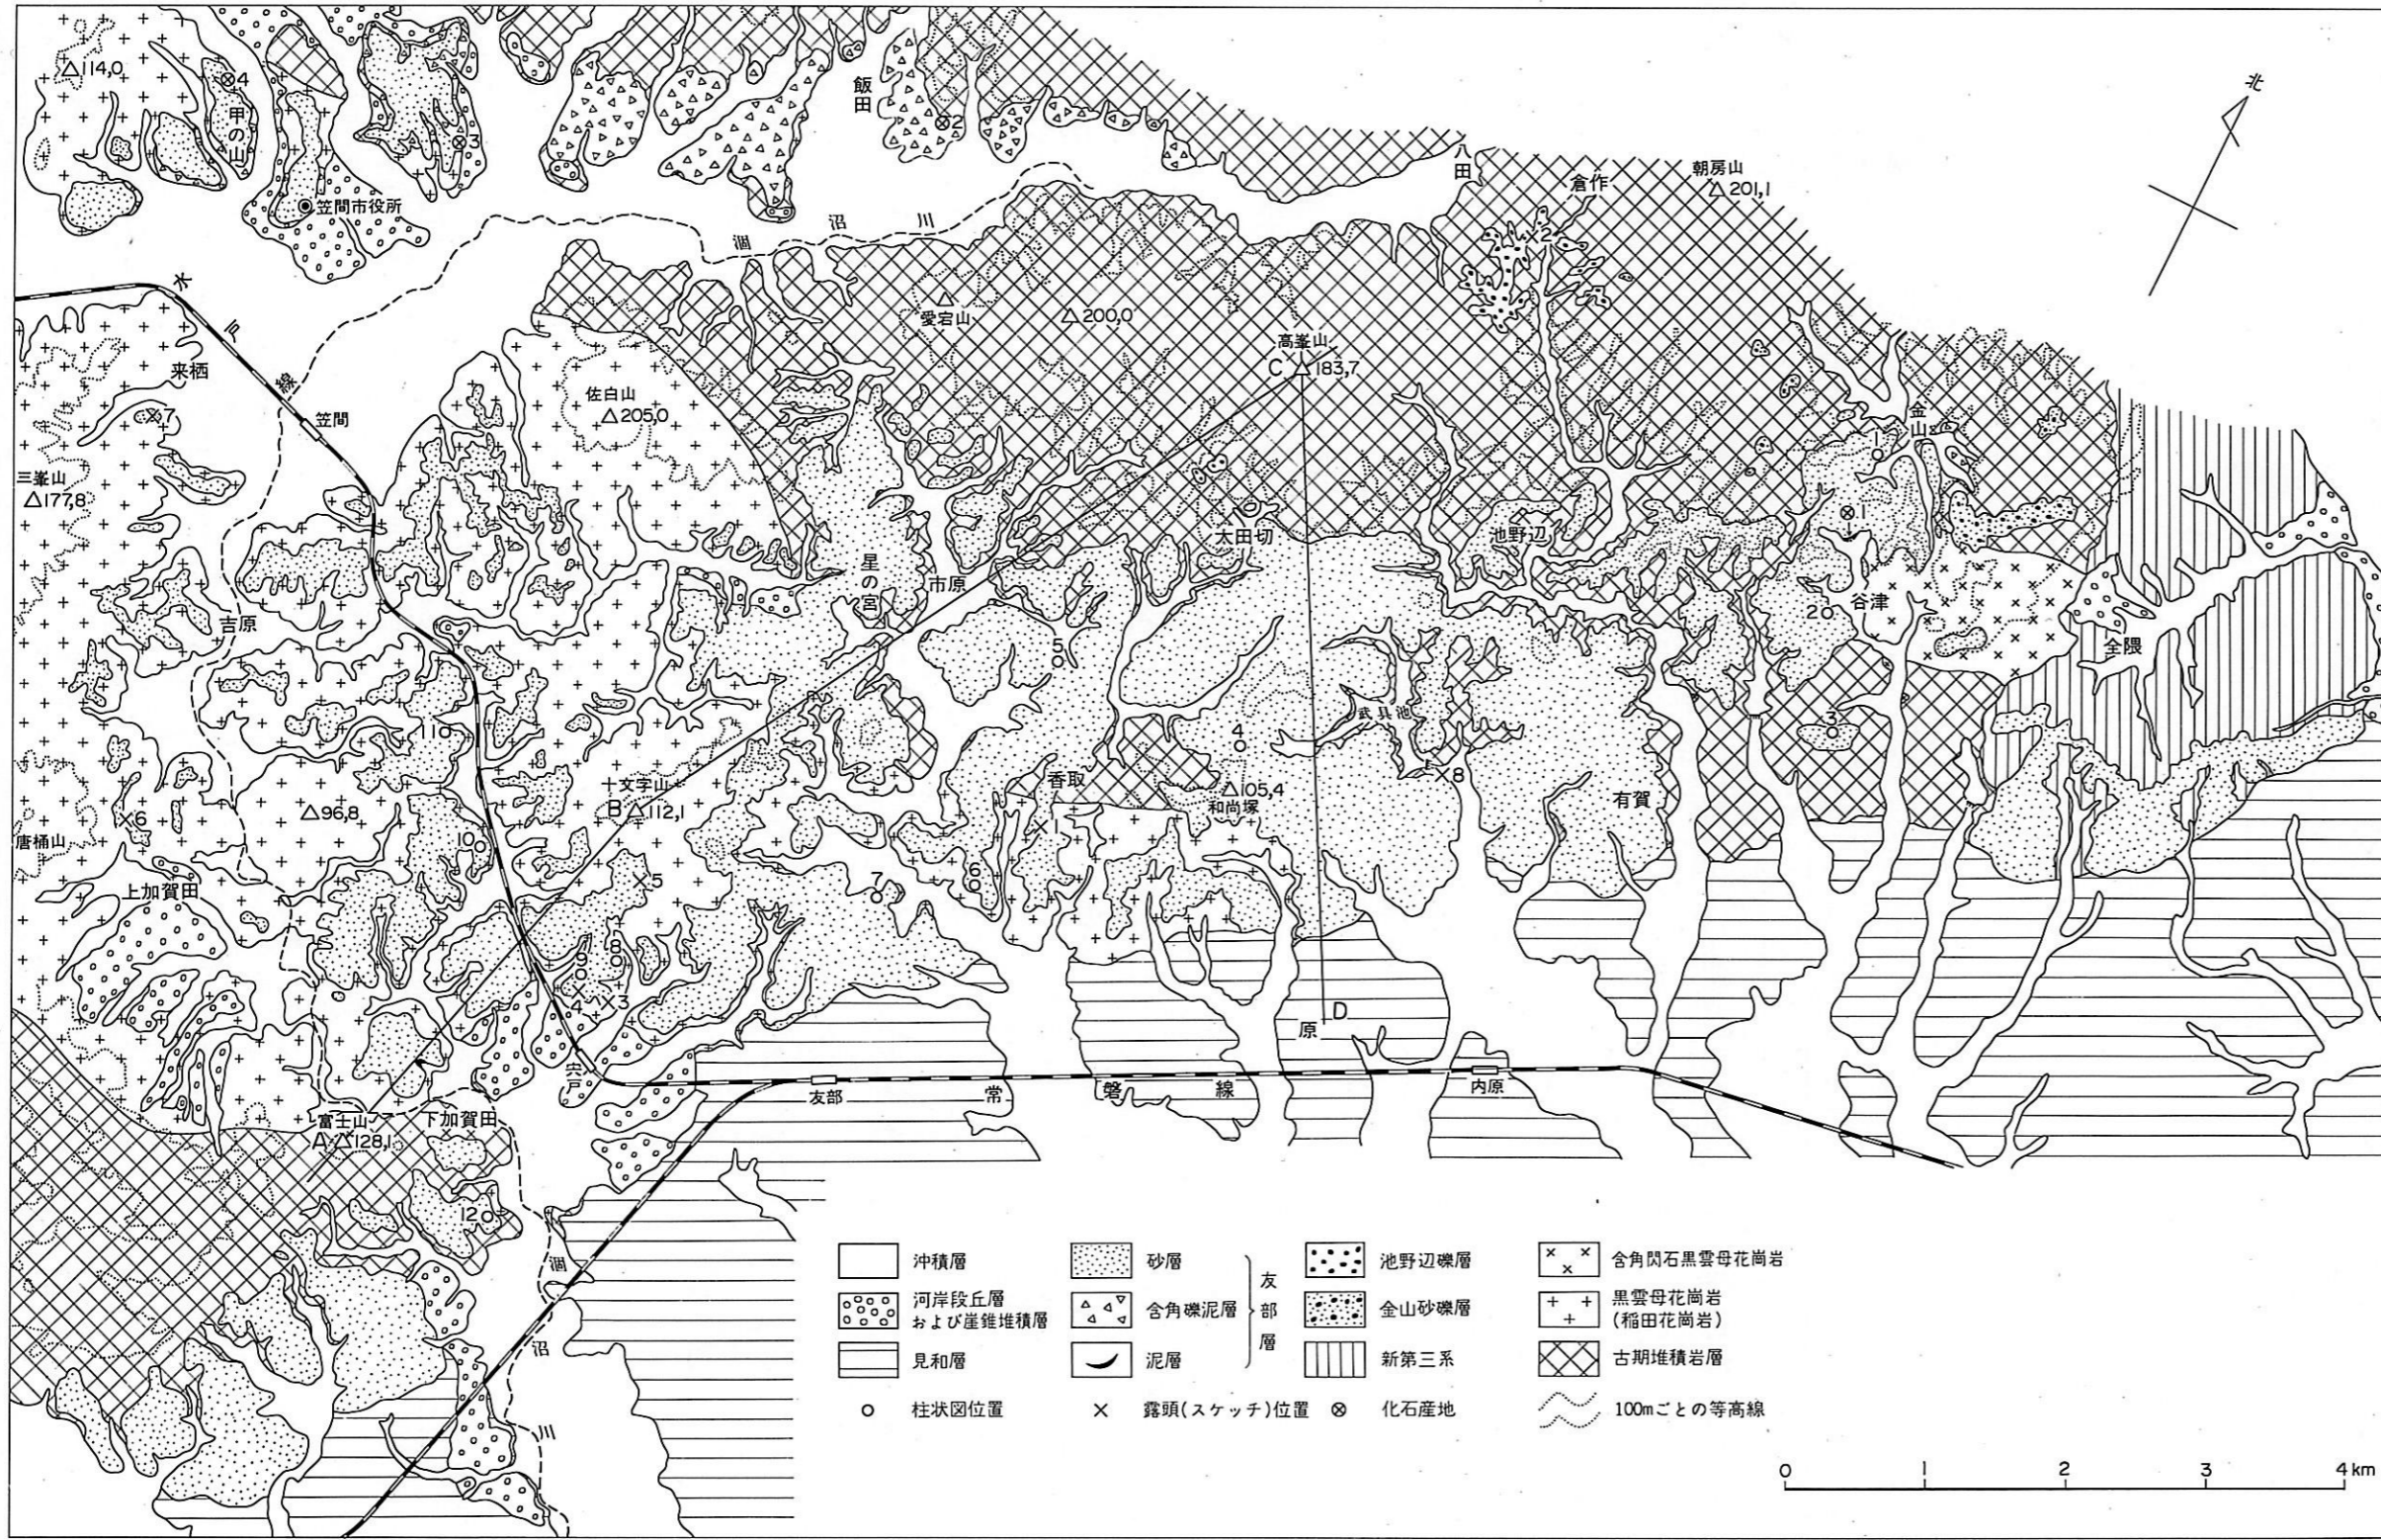 北
△114,0
⊗4
甲の山
⊗3
飯田
⊗2
八田
倉作
朝房山
△201,1
×2
◉笠間市役所
涸沼川
水戸線
来栖
×7
笠間
三峯山
△177,8
佐白山
△205,0
愛宕山
△200,0
高峯山
C △183,7
金山
1
⊗1
星の宮
市原
太田切
池野辺
谷津
2
全隈
吉原
5
武具池
4
3
11
十文字山
B △112,1
香取
×1
△105,4
和尚塚
×8
有賀
×6
△96,8
唐桶山
10
×5
7
6
上加賀田
9
8
×4
×3
原
D
宍戸
友部
常磐線
内原
富士山
A △128,1
下加賀田
12
涸沼川
沖積層
河岸段丘層
および崖錐堆積層
見和層
柱状図位置
砂層
含角礫泥層
泥層
友部層
露頭(スケッチ)位置
池野辺礫層
金山砂礫層
新第三系
化石産地
含角閃石黒雲母花崗岩
黒雲母花崗岩
(稲田花崗岩)
古期堆積岩層
100mごとの等高線
0 1 2 3 4km